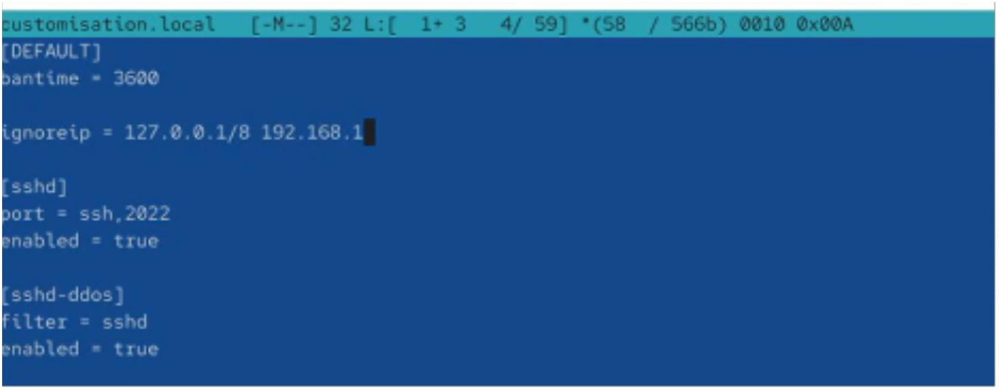 customisation.local [-M--] 32 L:[ 1+ 3 4/ 59] *(58 / 566b) 0010 0x00A
[DEFAULT]
bantime = 3600
ignoreip = 127.0.0.1/8 192.168.1
[sshd]
port = ssh,2022
enabled = true
[sshd-ddos]
filter = sshd
enabled = true